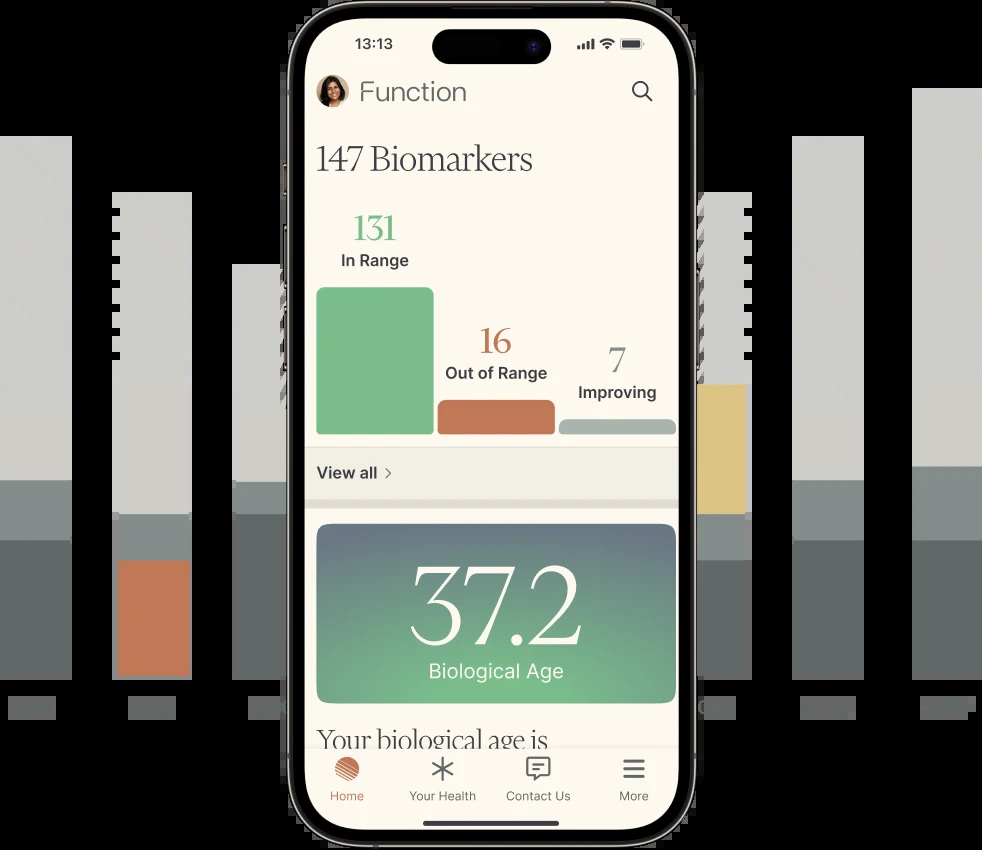 13:13
Function
147 Biomarkers
131
In Range
16
Out of Range
7
Improving
View all
37.2
Biological Age
Your biological age is
Home
Your Health
Contact Us
More